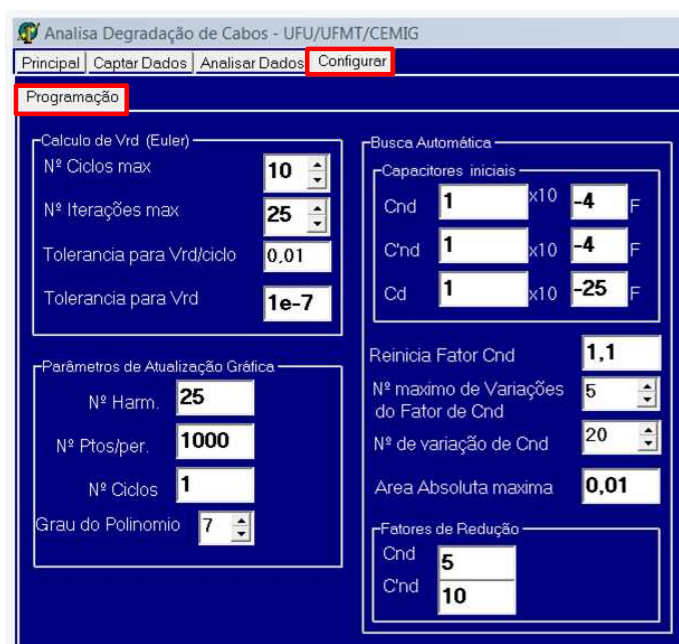 Analisa Degradação de Cabos - UFU/UFMT/CEMIG
Principal Captar Dados Analisar Dados Configurar
Programação
Calculo de Vrd (Euler)
Nº Ciclos max 10
Nº Iterações max 25
Tolerancia para Vrd/ciclo 0,01
Tolerancia para Vrd 1e-7
Parâmetros de Atualização Gráfica
Nº Harm. 25
Nº Ptos/per. 1000
Nº Ciclos 1
Grau do Polinomio 7
Busca Automática
Capacitores iniciais
Cnd 1 x10 -4 F
C'nd 1 x10 -4 F
Cd 1 x10 -25 F
Reinicia Fator Cnd 1,1
Nº maximo de Variações
do Fator de Cnd 5
Nº de variação de Cnd 20
Area Absoluta maxima 0,01
Fatores de Redução
Cnd 5
C'nd 10